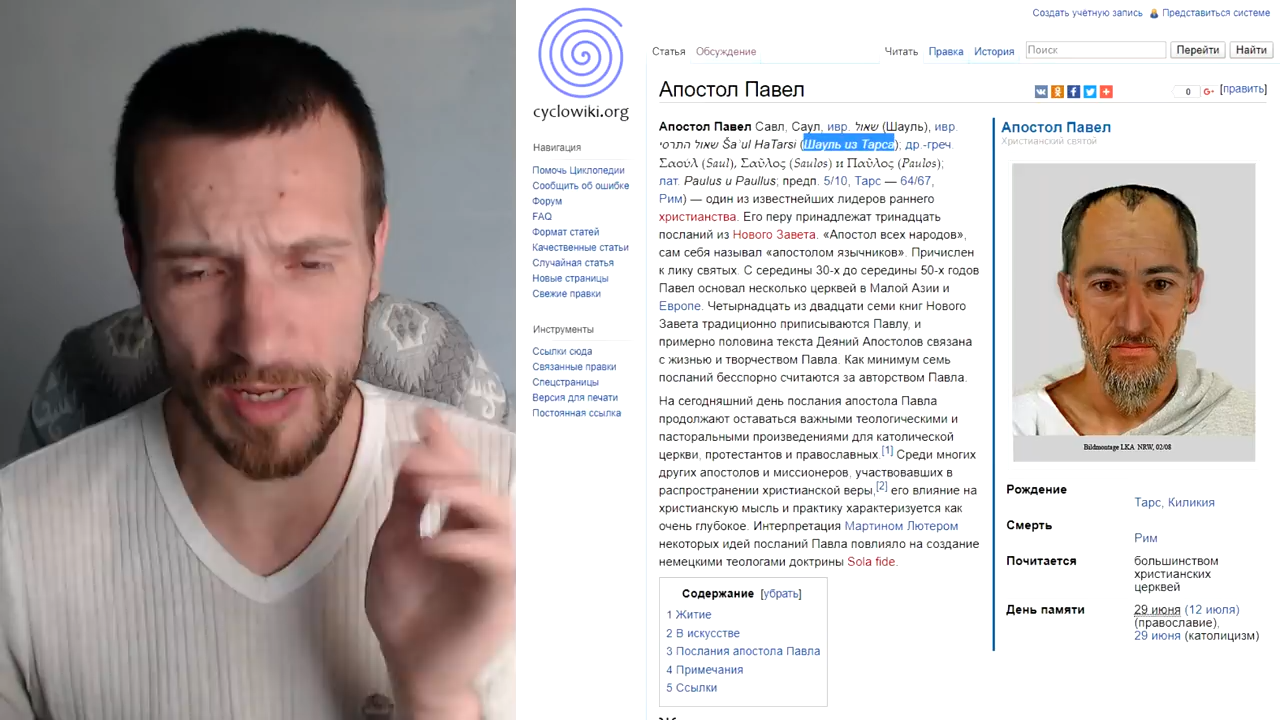 Создать учётную запись Представиться системе
cyclowiki.org
Статья Обсуждение Читать Правка История Поиск Перейти Найти
Апостол Павел
0 [править]
Навигация
Помочь Циклопедии
Сообщить об ошибке
Форум
FAQ
Формат статей
Качественные статьи
Случайная статья
Новые страницы
Свежие правки
Инструменты
Ссылки сюда
Связанные правки
Спецстраницы
Версия для печати
Постоянная ссылка
Апостол Павел Савл, Саул, ивр. שאול (Шауль), ивр.
שאול התרסי Šaʾul HaTarsi (Шауль из Тарса); др.-греч.
Σαούλ (Saul), Σαῦλος (Saulos) и Παῦλος (Paulos);
лат. Paulus и Paullus; предп. 5/10, Тарс — 64/67,
Рим) — один из известнейших лидеров раннего
христианства. Его перу принадлежат тринадцать
посланий из Нового Завета. «Апостол всех народов»,
сам себя называл «апостолом язычников». Причислен
к лику святых. С середины 30-х до середины 50-х годов
Павел основал несколько церквей в Малой Азии и
Европе. Четырнадцать из двадцати семи книг Нового
Завета традиционно приписываются Павлу, и
примерно половина текста Деяний Апостолов связана
с жизнью и творчеством Павла. Как минимум семь
посланий бесспорно считаются за авторством Павла.
На сегодняшний день послания апостола Павла
продолжают оставаться важными теологическими и
пасторальными произведениями для католической
церкви, протестантов и православных.[1] Среди многих
других апостолов и миссионеров, участвовавших в
распространении христианской веры,[2] его влияние на
христианскую мысль и практику характеризуется как
очень глубокое. Интерпретация Мартином Лютером
некоторых идей посланий Павла повлияло на создание
немецкими теологами доктрины Sola fide.
Содержание [убрать]
1 Житие
2 В искусстве
3 Послания апостола Павла
4 Примечания
5 Ссылки
Апостол Павел
Христианский святой
Bildmontage LKA NRW, 02/08
Рождение
Тарс, Киликия
Смерть
Рим
Почитается большинством
христианских
церквей
День памяти 29 июня (12 июля)
(православие),
29 июня (католицизм)